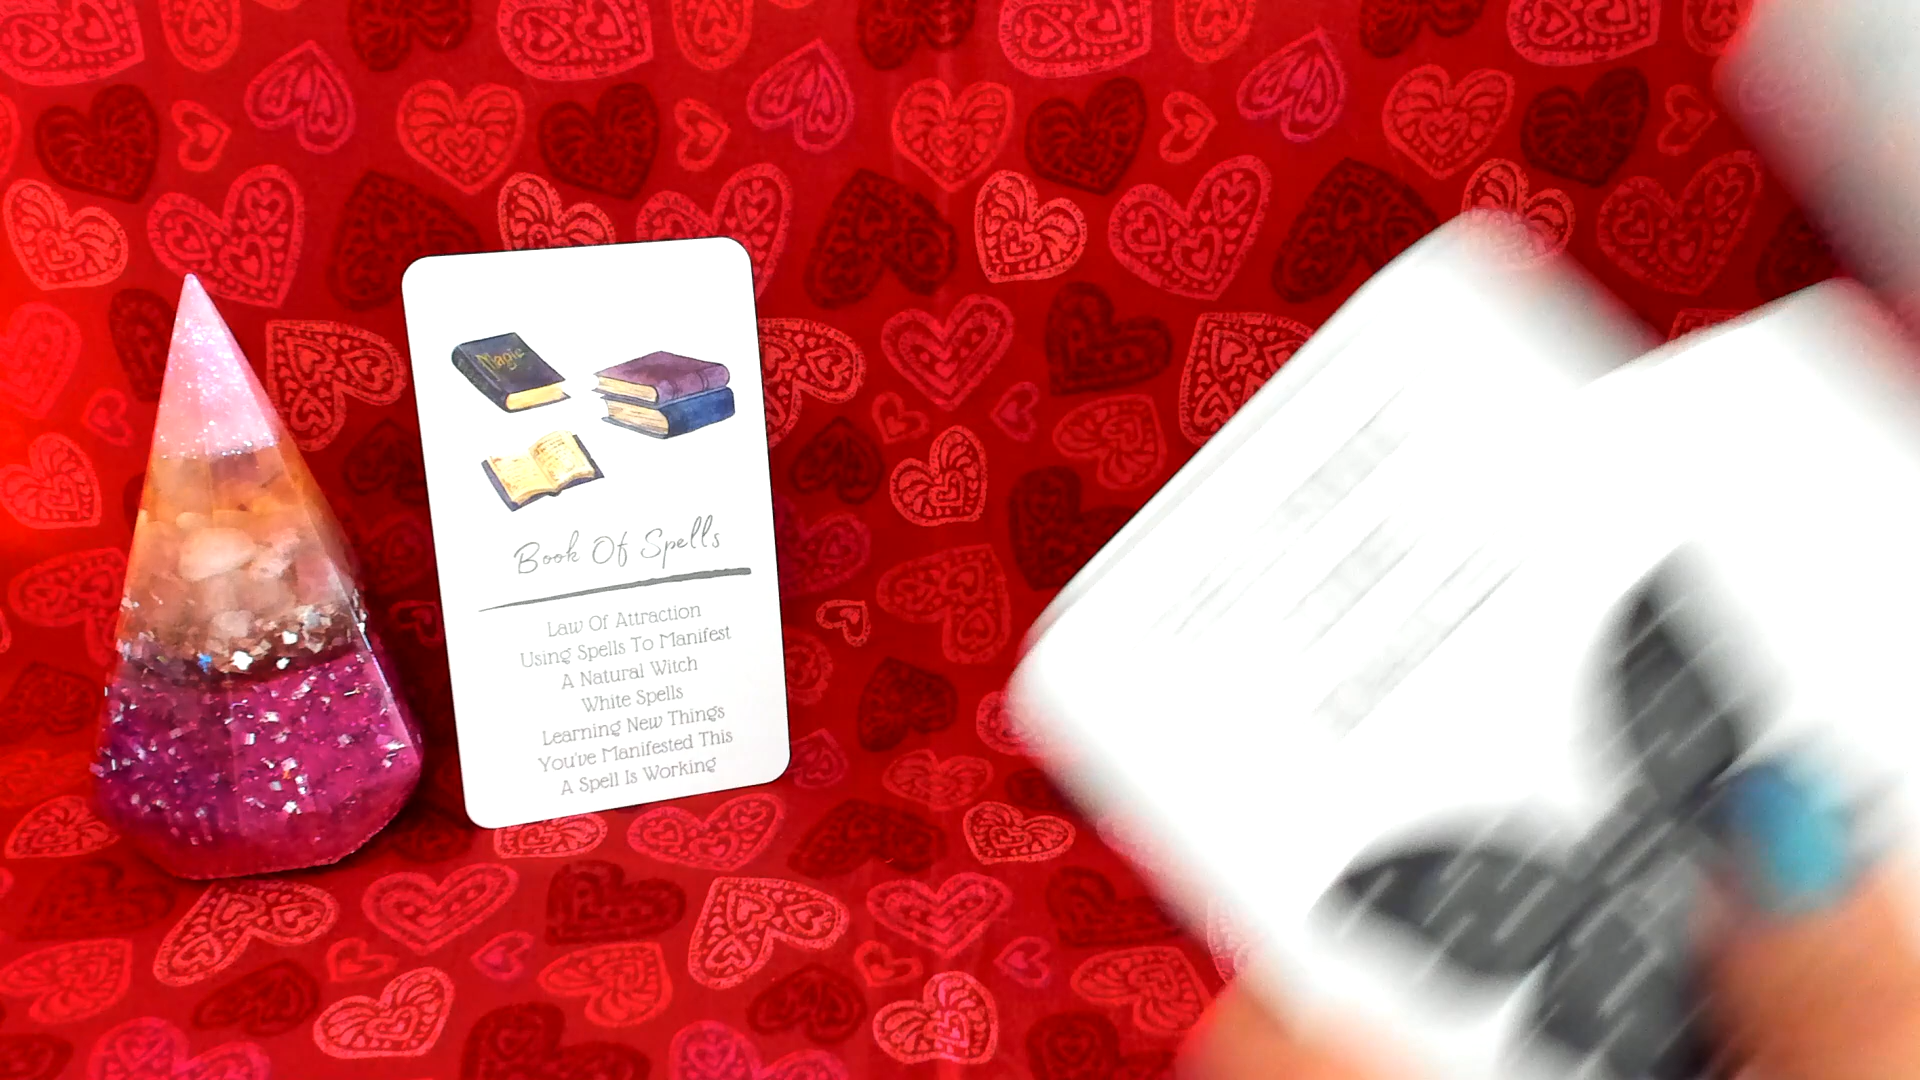 Magic
Book Of Spells
Law Of Attraction
Using Spells To Manifest
A Natural Witch
White Spells
Learning New Things
You've Manifested This
A Spell Is Working